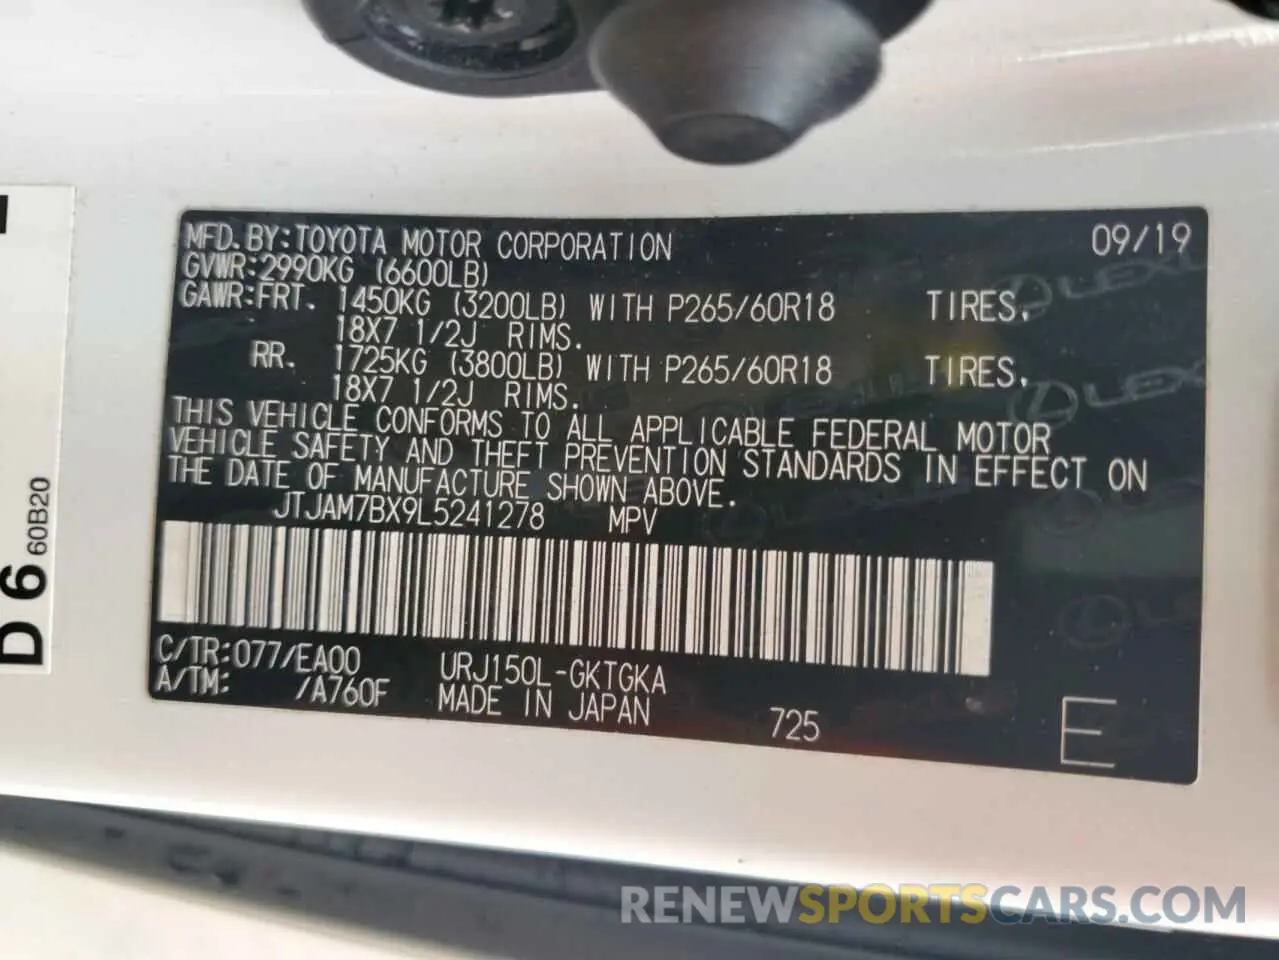 MFD. BY: TOYOTA MOTOR CORPORATION 09/19
GVWR: 2990KG (6600LB)
GAWR: FRT. 1450KG (3200LB) WITH P265/60R18 TIRES,
18X7 1/2J RIMS.
RR. 1725KG (3800LB) WITH P265/60R18 TIRES,
18X7 1/2J RIMS.
THIS VEHICLE CONFORMS TO ALL APPLICABLE FEDERAL MOTOR
VEHICLE SAFETY AND THEFT PREVENTION STANDARDS IN EFFECT ON
THE DATE OF MANUFACTURE SHOWN ABOVE.
JTJAM7BX9L5241278 MPV
C/TR: 077/EA00 URJ150L-GKTGKA
A/TM: /A760F MADE IN JAPAN 725
E
D 6 60B20
LEXUS
RENEWSPORTSCARS.COM